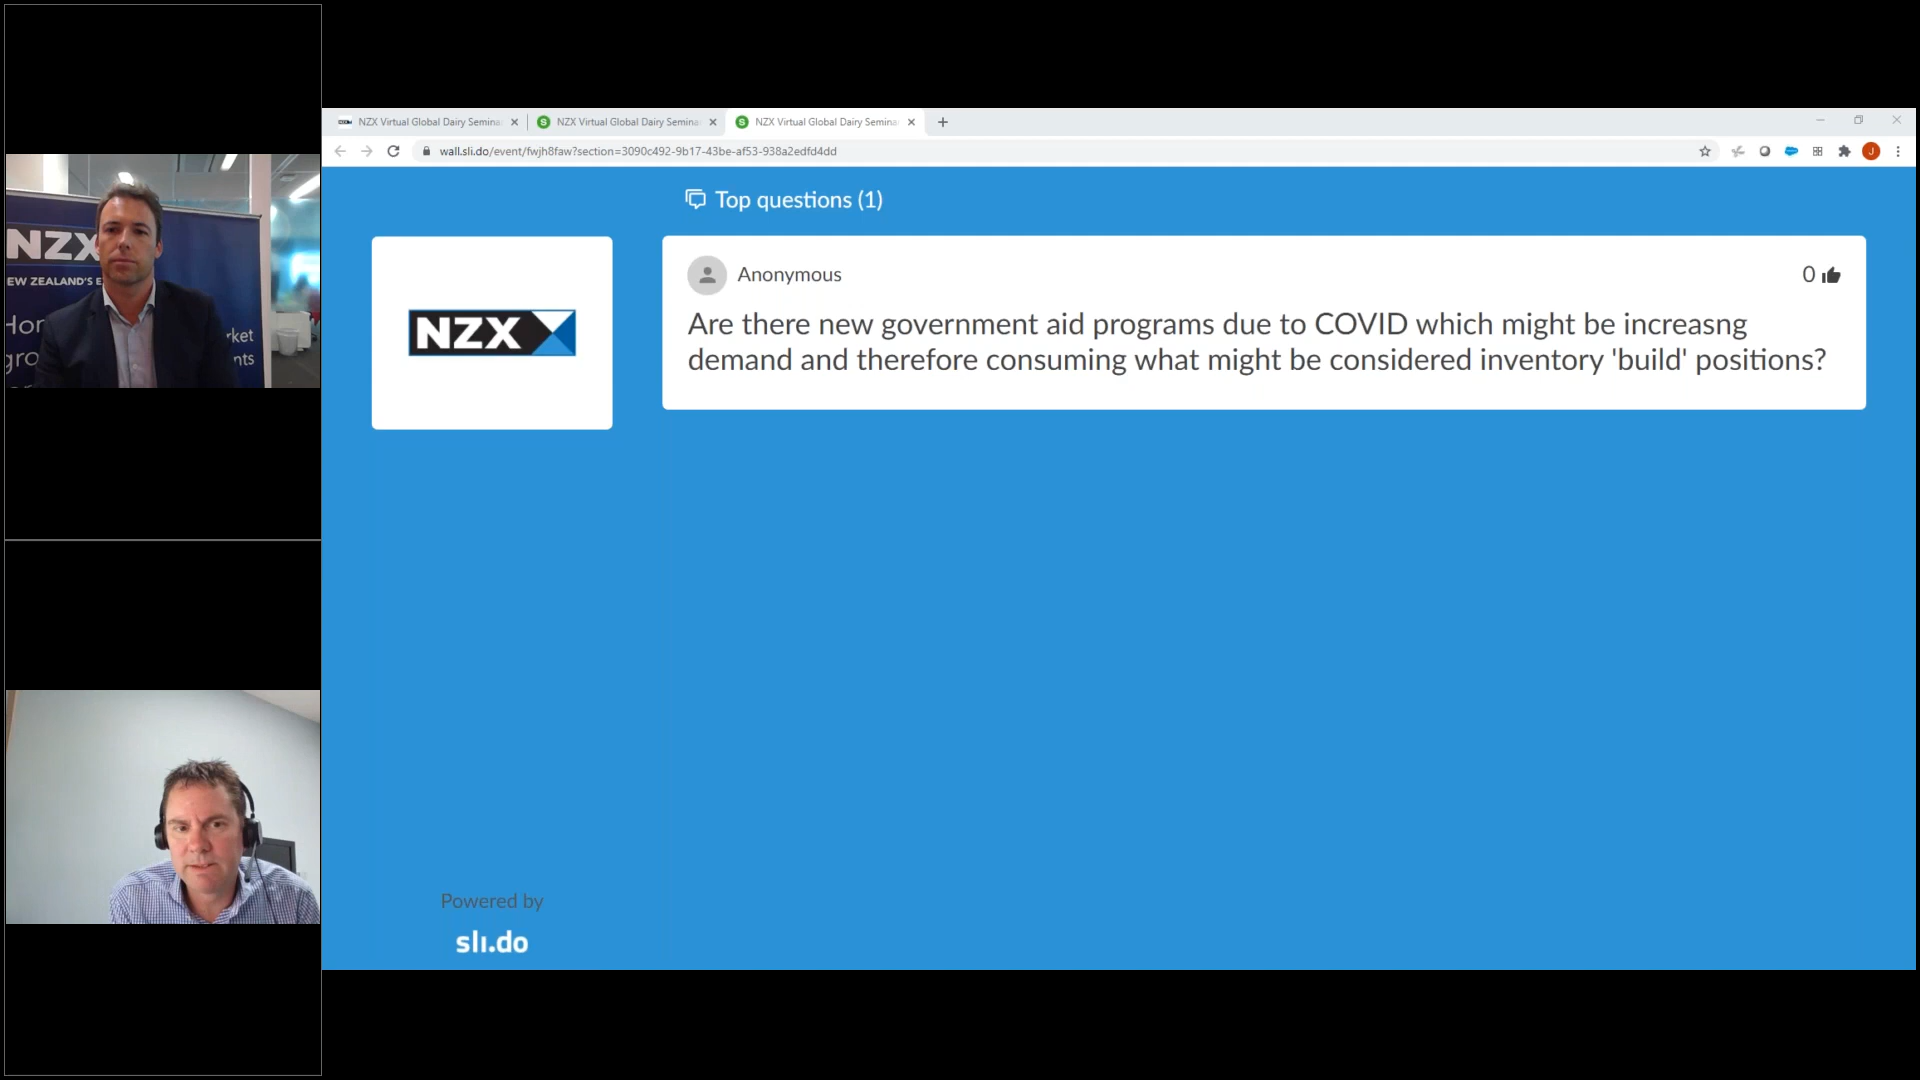 NZX Virtual Global Dairy Semina
NZX Virtual Global Dairy Semina
NZX Virtual Global Dairy Semina
wall.sli.do/event/fwjh8faw?section=3090c492-9b17-43be-af53-938a2edfd4dd
J
Top questions (1)
NZX
Anonymous
0
Are there new government aid programs due to COVID which might be increasng
demand and therefore consuming what might be considered inventory 'build' positions?
Powered by
sli.do
NZX
EW ZEALAND'S E
Hor
rket
gro
nts